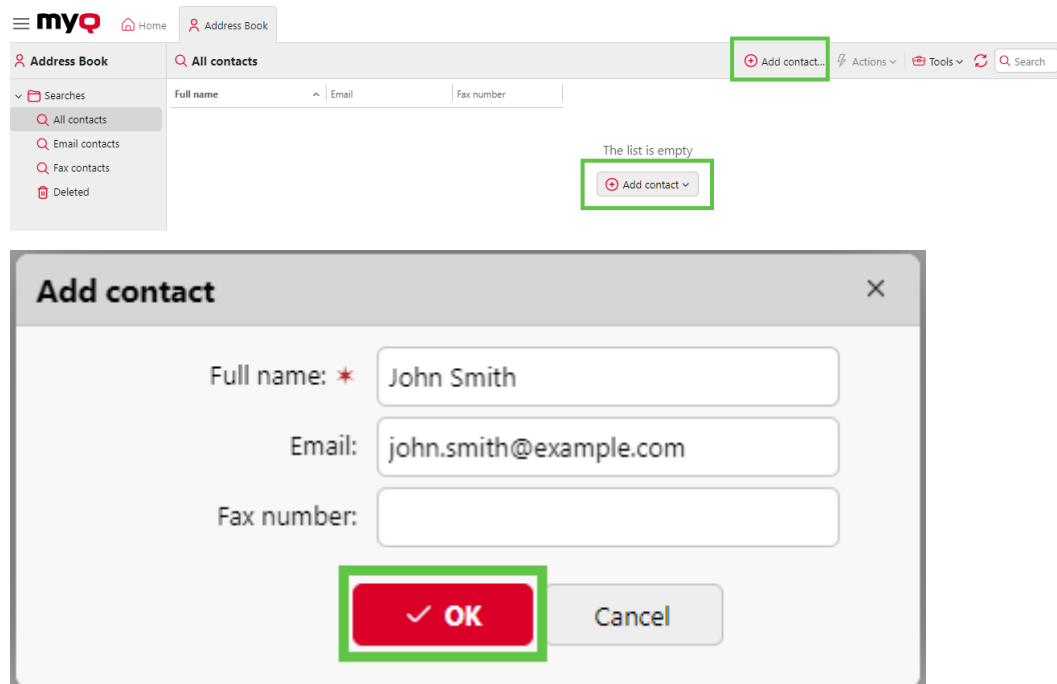 myQ Home Address Book
Address Book All contacts Add contact... Actions Tools Search
Searches Full name Email Fax number
All contacts
Email contacts The list is empty
Fax contacts Add contact
Deleted
Add contact
Full name: * John Smith
Email: john.smith@example.com
Fax number:
OK Cancel